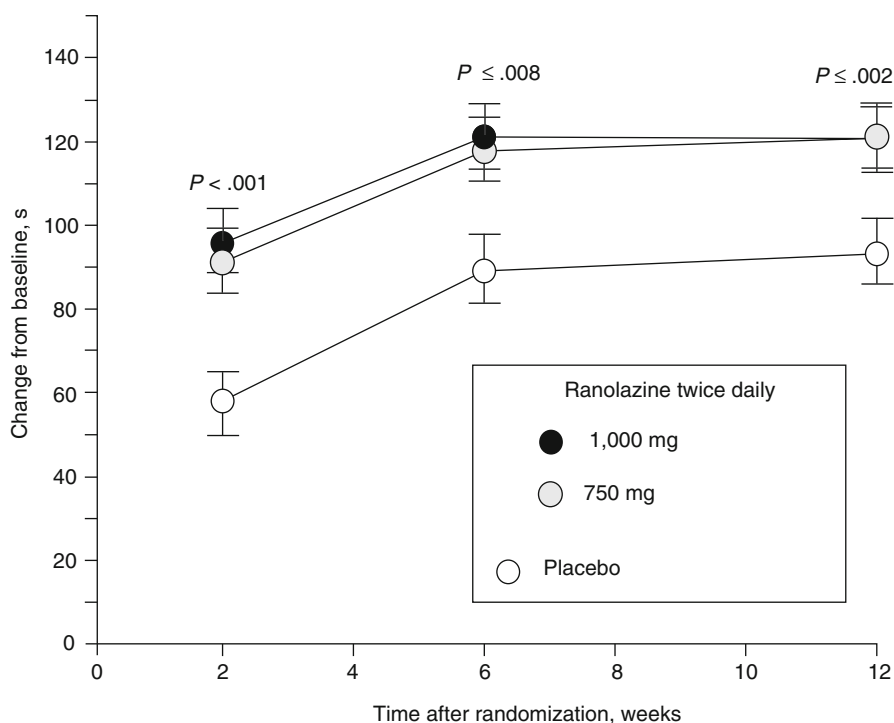 140
120
100
80
60
40
20
0
Change from baseline, s
P < .001
P ≤ .008
P ≤ .002
Ranolazine twice daily
1,000 mg
750 mg
Placebo
0 2 4 6 8 10 12
Time after randomization, weeks